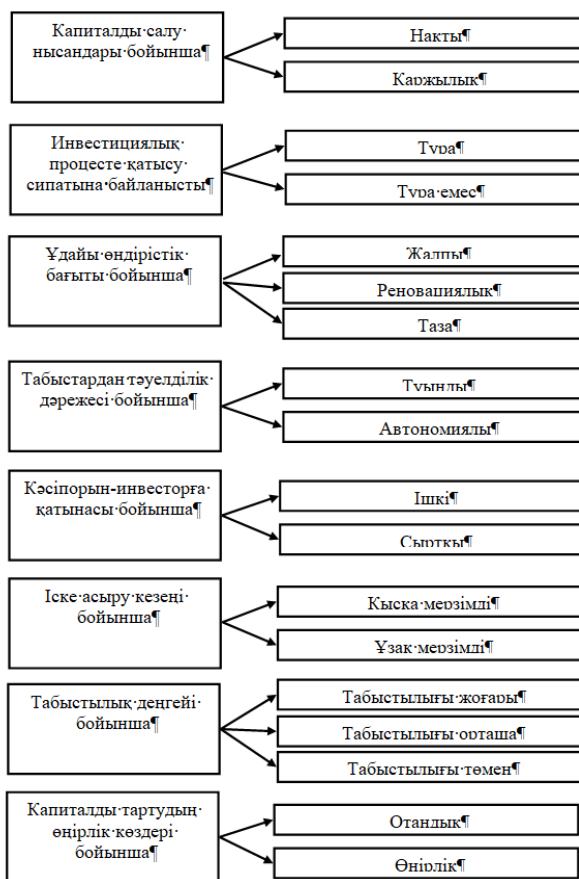 Капиталды·салу·
нысандары·бойынша¶
Нақты¶
Қаржылық¶
Инвестициялық·
процесте·қатысу·
сипатына·байланысты¶
Тура¶
Тура·емес¶
Ұдайы·өндірістік·
бағыты·бойынша¶
Жалпы¶
Реновациялық¶
Таза¶
Табыстардан·тәуелділік·
дәрежесі·бойынша¶
Туынды¶
Автономиялы¶
Кәсіпорын-инвесторға·
қатынасы·бойынша¶
Ішкі¶
Сыртқы¶
Іске·асыру·кезеңі·
бойынша¶
Қысқа·мерзімді¶
Ұзақ·мерзімді¶
Табыстылық·деңгейі·
бойынша¶
Табыстылығы·жоғары¶
Табыстылығы·орташа¶
Табыстылығы·төмен¶
Капиталды·тартудың·
өңірлік·көздері·
бойынша¶
Отандық¶
Өңірлік¶